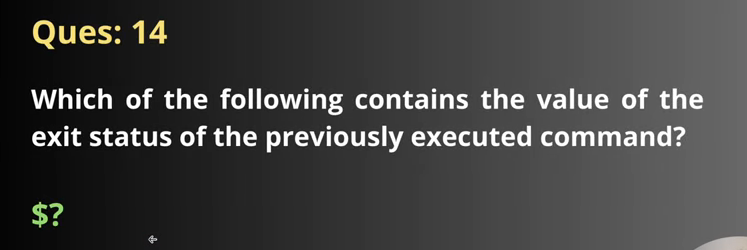 Ques: 14
Which of the following contains the value of the
exit status of the previously executed command?
$?